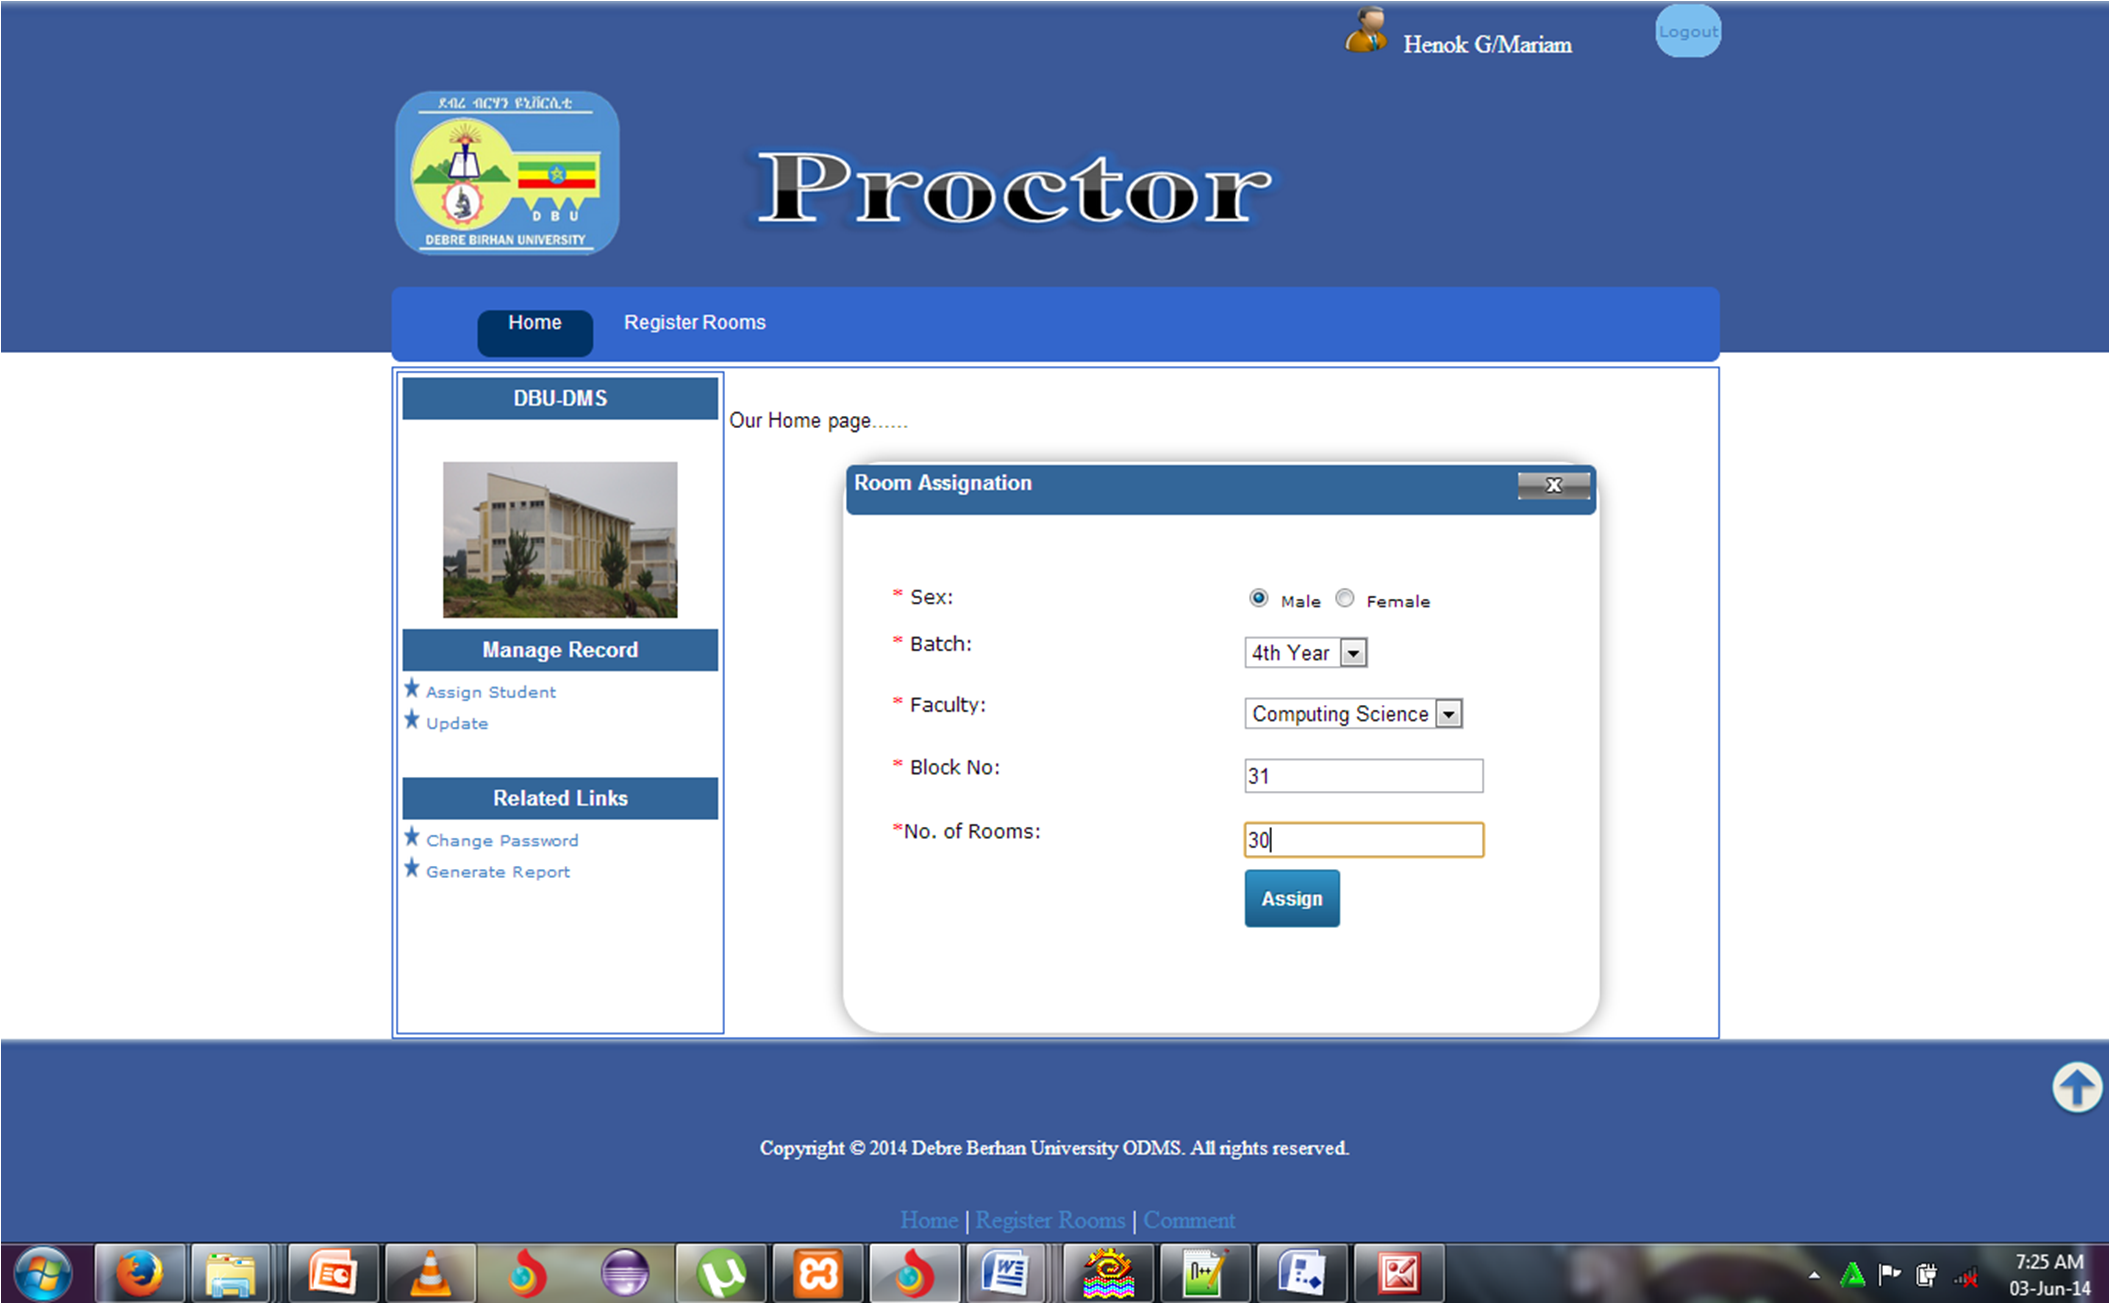 Henok G/Mariam
Logout
ደብረ ብርሃን ዩኒቨርሲቲ
D B U
DEBRE BIRHAN UNIVERSITY
Proctor
Home
Register Rooms
DBU-DMS
Our Home page......
Room Assignation
X
* Sex:
Male
Female
* Batch:
4th Year
* Faculty:
Computing Science
* Block No:
31
*No. of Rooms:
30
Assign
Manage Record
Assign Student
Update
Related Links
Change Password
Generate Report
Copyright © 2014 Debre Berhan University ODMS. All rights reserved.
Home | Register Rooms | Comment
7:25 AM
03-Jun-14